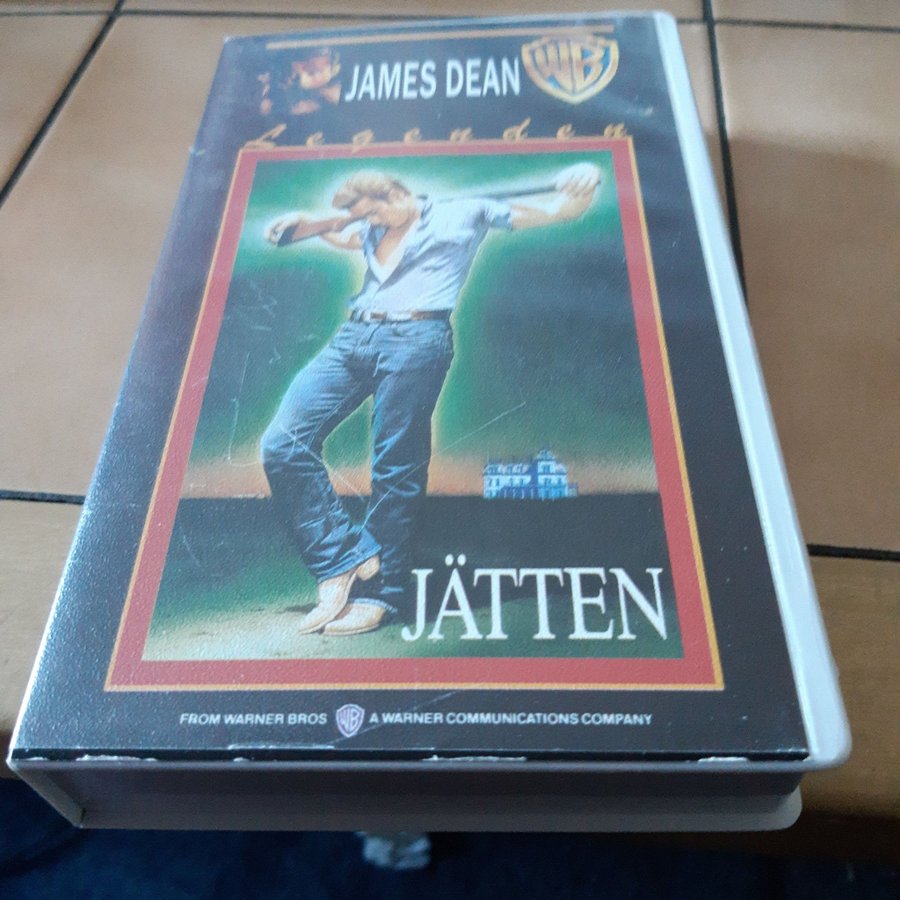 JAMES DEAN
WB
Legenden
JÄTTEN
FROM WARNER BROS WB A WARNER COMMUNICATIONS COMPANY